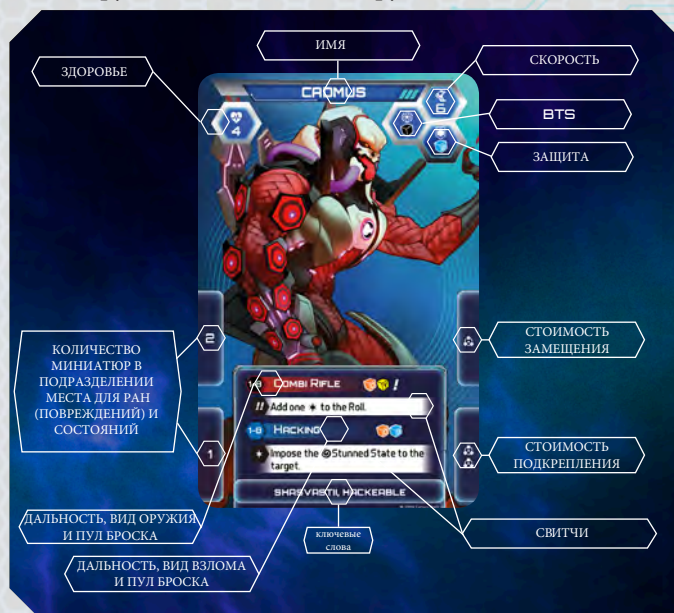 ИМЯ
ЗДОРОВЬЕ
СКОРОСТЬ
BTS
ЗАЩИТА
CADMUS
4
6
КОЛИЧЕСТВО
МИНИАТЮР В
ПОДРАЗДЕЛЕНИИ
МЕСТА ДЛЯ РАН
(ПОВРЕЖДЕНИЙ) И
СОСТОЯНИЙ
2
1
СТОИМОСТЬ
ЗАМЕЩЕНИЯ
СТОИМОСТЬ
ПОДКРЕПЛЕНИЯ
1-8 COMBI RIFLE !
!! Add one to the Roll.
1-8 HACKING
Impose the Stunned State to the
target.
SHASVASTII, HACKEABLE
ДАЛЬНОСТЬ, ВИД ОРУЖИЯ
И ПУЛ БРОСКА
ключевые
слова
СВИТЧИ
ДАЛЬНОСТЬ, ВИД ВЗЛОМА
И ПУЛ БРОСКА